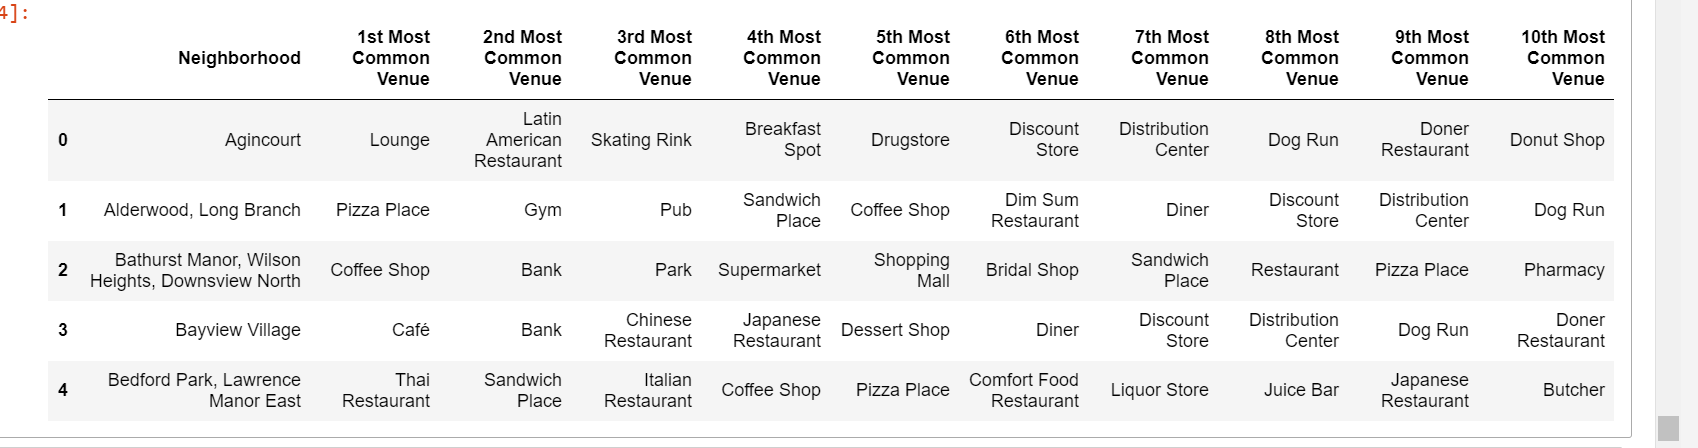 4]:
Neighborhood 1st Most Common Venue 2nd Most Common Venue 3rd Most Common Venue 4th Most Common Venue 5th Most Common Venue 6th Most Common Venue 7th Most Common Venue 8th Most Common Venue 9th Most Common Venue 10th Most Common Venue
0 Agincourt Lounge Latin American Restaurant Skating Rink Breakfast Spot Drugstore Discount Store Distribution Center Dog Run Doner Restaurant Donut Shop
1 Alderwood, Long Branch Pizza Place Gym Pub Sandwich Place Coffee Shop Dim Sum Restaurant Diner Discount Store Distribution Center Dog Run
2 Bathurst Manor, Wilson Heights, Downsview North Coffee Shop Bank Park Supermarket Shopping Mall Bridal Shop Sandwich Place Restaurant Pizza Place Pharmacy
3 Bayview Village Café Bank Chinese Restaurant Japanese Restaurant Dessert Shop Diner Discount Store Distribution Center Dog Run Doner Restaurant
4 Bedford Park, Lawrence Manor East Thai Restaurant Sandwich Place Italian Restaurant Coffee Shop Pizza Place Comfort Food Restaurant Liquor Store Juice Bar Japanese Restaurant Butcher